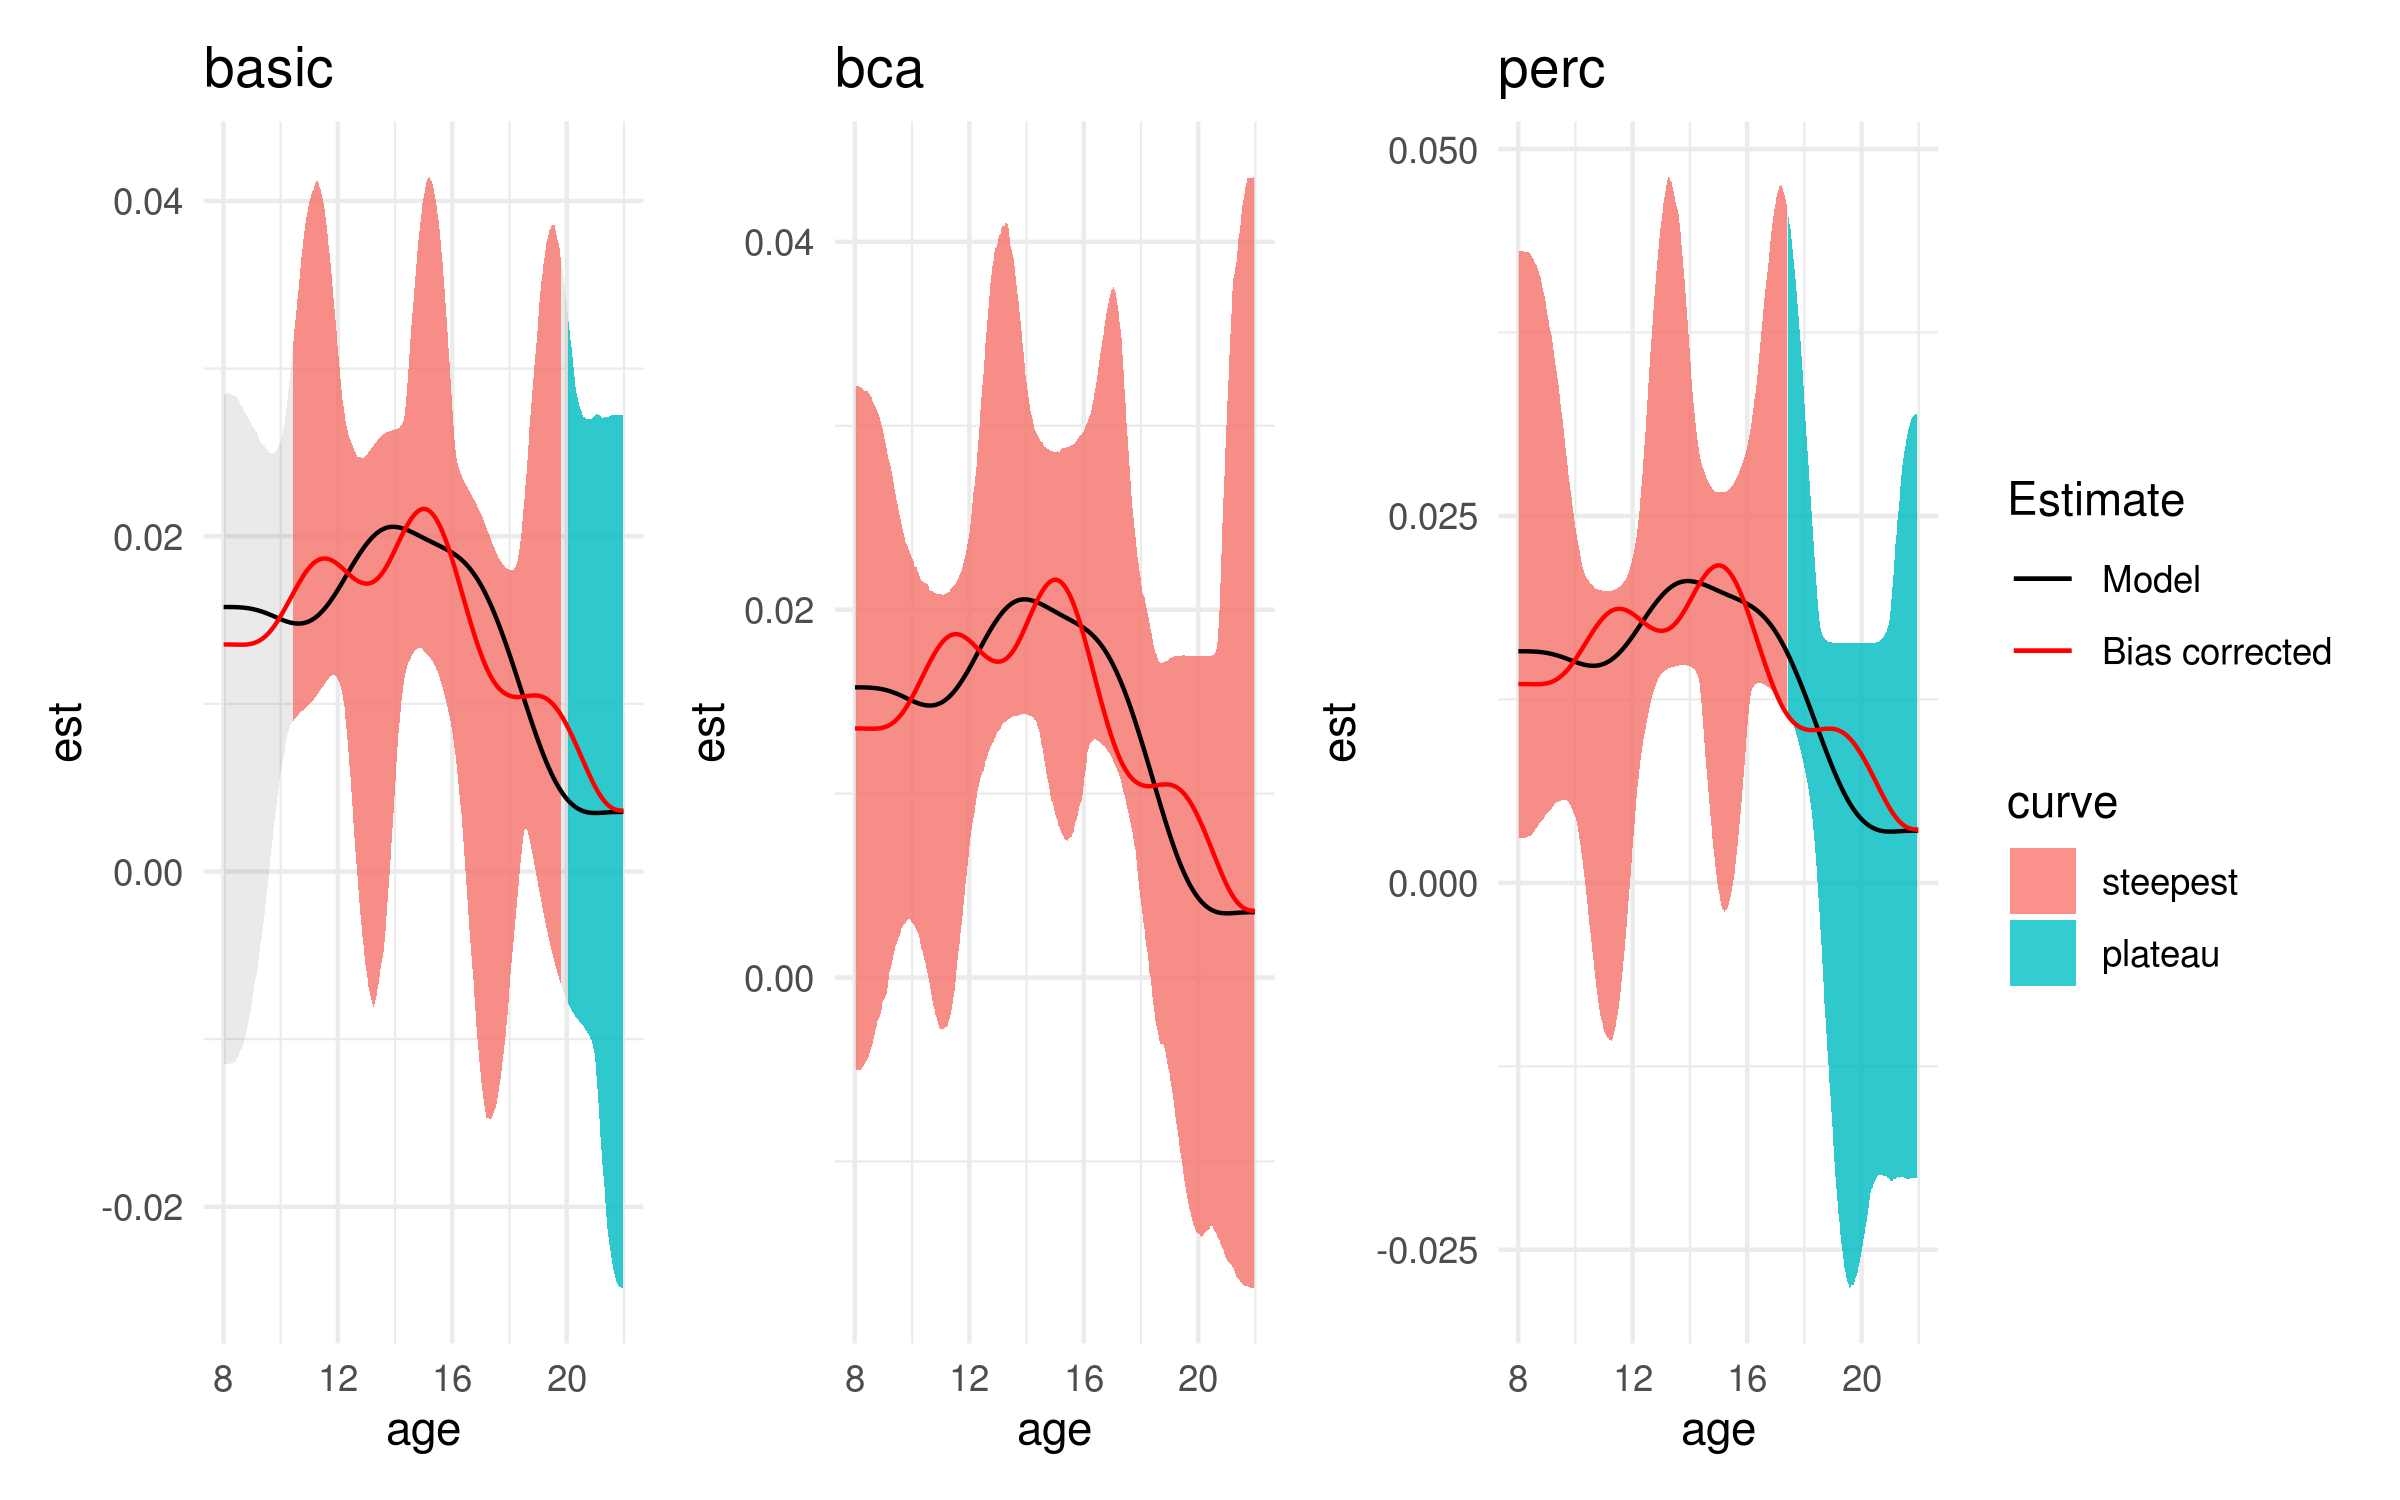 basic
bca
perc
0.04
0.02
0.00
-0.02
est
8 12 16 20
age
0.04
0.02
0.00
est
8 12 16 20
age
0.050
0.025
0.000
-0.025
est
8 12 16 20
age
Estimate
Model
Bias corrected
curve
steepest
plateau